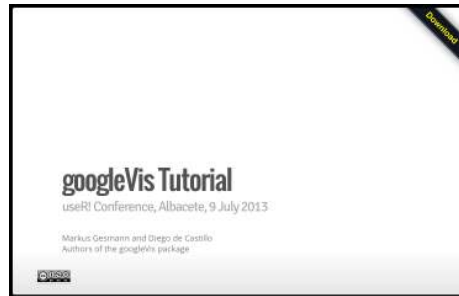 Download
googleVis Tutorial
useR! Conference, Albacete, 9 July 2013
Markus Gesmann and Diego de Castillo
Authors of the googleVis package